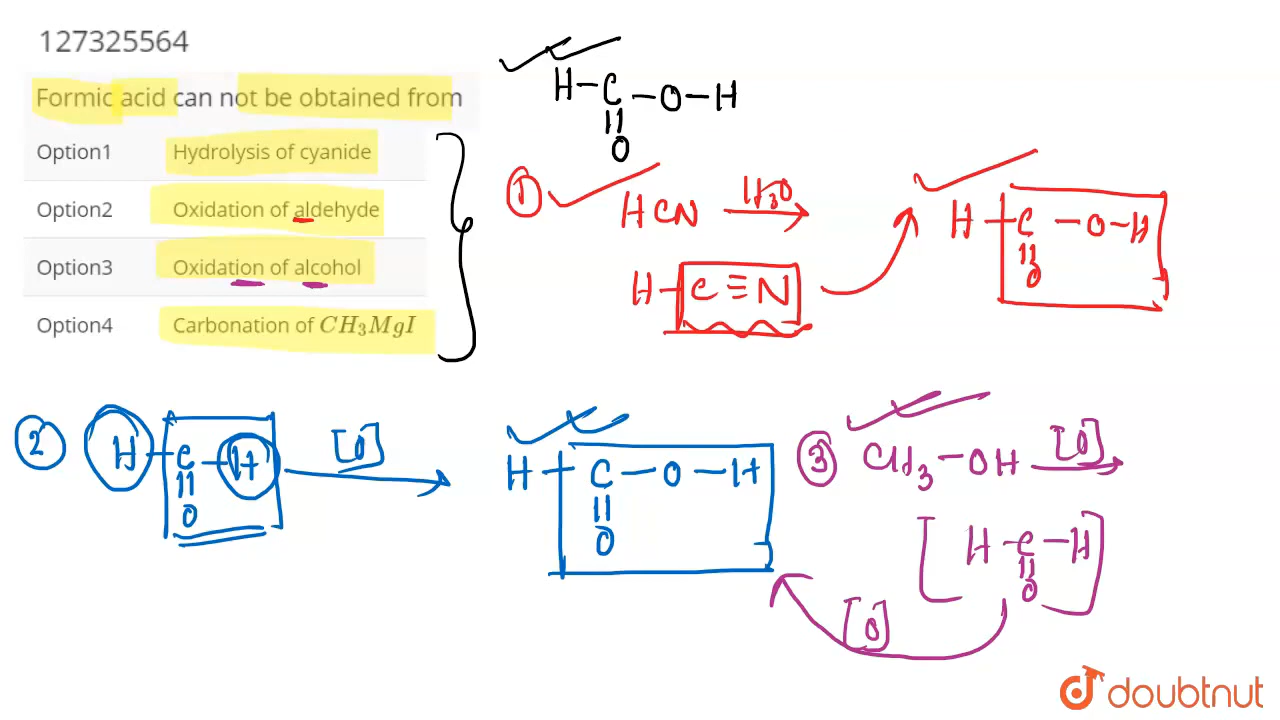 127325564
Formic acid can not be obtained from
Option1 Hydrolysis of cyanide
Option2 Oxidation of aldehyde
Option3 Oxidation of alcohol
Option4 Carbonation of CH₃MgI
H–C–O–H
||
O
① HCN H₃O →
H–C≡N
H–C–O–H
||
O
② H–C–H [O] →
||
O
H–C–O–H
||
O
③ CH₃–OH [O] →
[H–C–H]
||
O
[O]
doubtnut